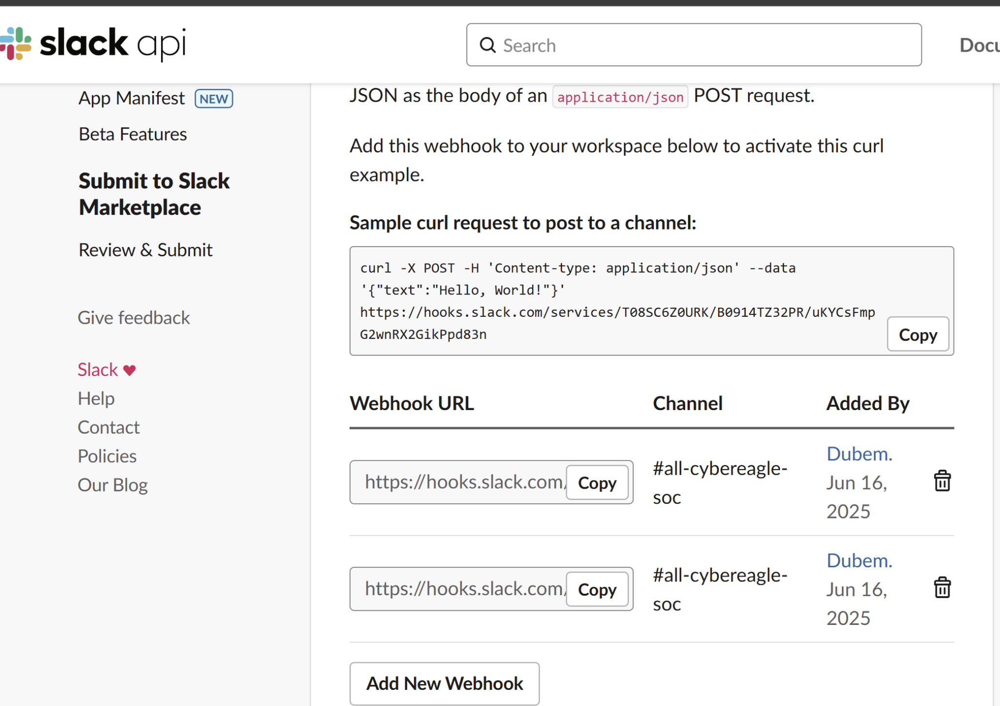 slack api
Search
App Manifest NEW
Beta Features
Submit to Slack
Marketplace
Review & Submit
Give feedback
Slack ♥
Help
Contact
Policies
Our Blog
JSON as the body of an application/json POST request.
Add this webhook to your workspace below to activate this curl
example.
Sample curl request to post to a channel:
curl -X POST -H 'Content-type: application/json' --data
'{"text":"Hello, World!"}'
https://hooks.slack.com/services/T08SC6Z0URK/B0914TZ32PR/uKYCsFmp
G2wnRX2GikPpd83n
Copy
Webhook URL Channel Added By
https://hooks.slack.com/ Copy #all-cybereagle-
soc
Dubem.
Jun 16,
2025
https://hooks.slack.com/ Copy #all-cybereagle-
soc
Dubem.
Jun 16,
2025
Add New Webhook